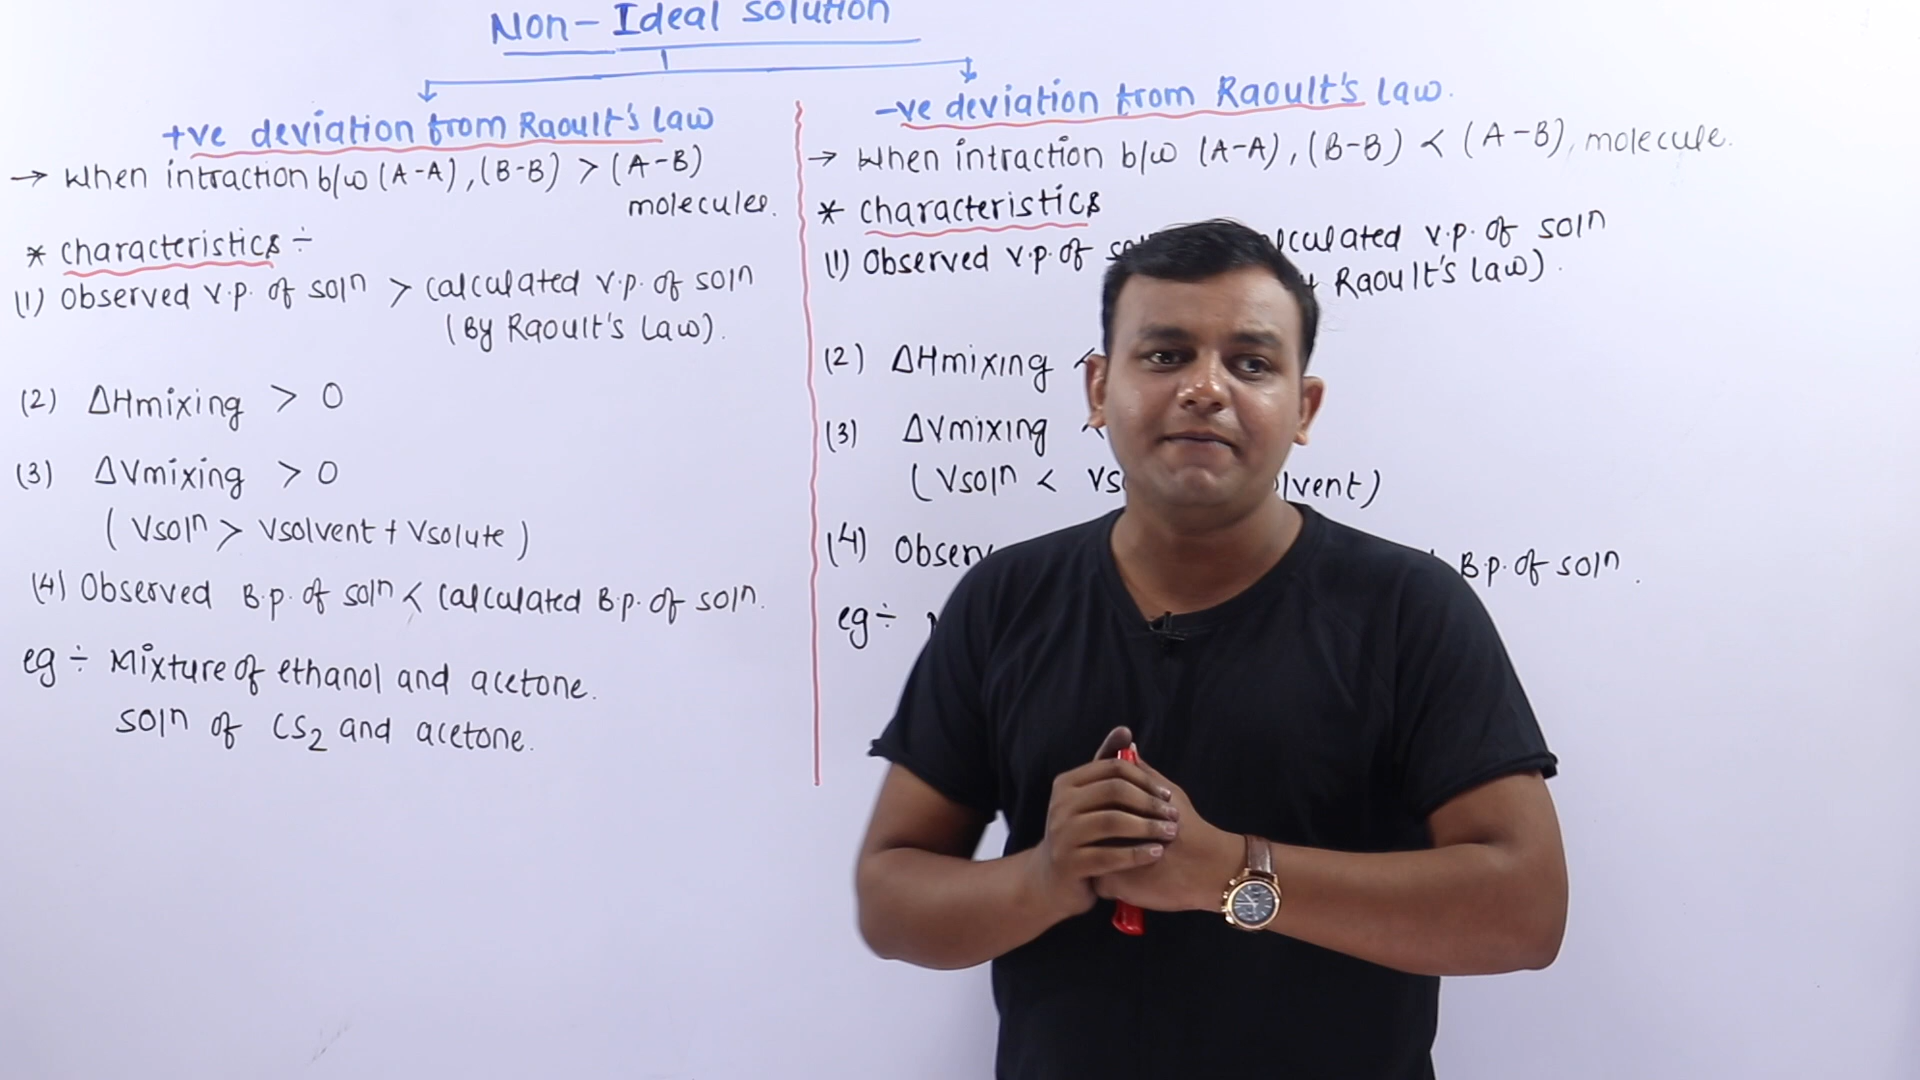 Non-Ideal solution
+ve deviation from Raoult's law
→ When intraction b/w (A-A), (B-B) > (A-B)
molecules.
* Characteristics ÷
(1) Observed v.p. of soln > calculated v.p. of soln
(By Raoult's law).
(2) ΔHmixing > 0
(3) ΔVmixing > 0
(Vsoln > Vsolvent + Vsolute)
(4) Observed B.p. of soln < calculated B.p. of soln.
eg ÷ Mixture of ethanol and acetone.
soln of CS2 and acetone.
-ve deviation from Raoult's law.
→ When intraction b/w (A-A), (B-B) < (A-B), molecule.
* Characteristics
(1) Observed v.p. of v.p. of soln
Raoult's law).
(2) ΔHmixing <
(3) ΔVmixing <
(Vsoln <
(4) B.p. of soln.
eg ÷